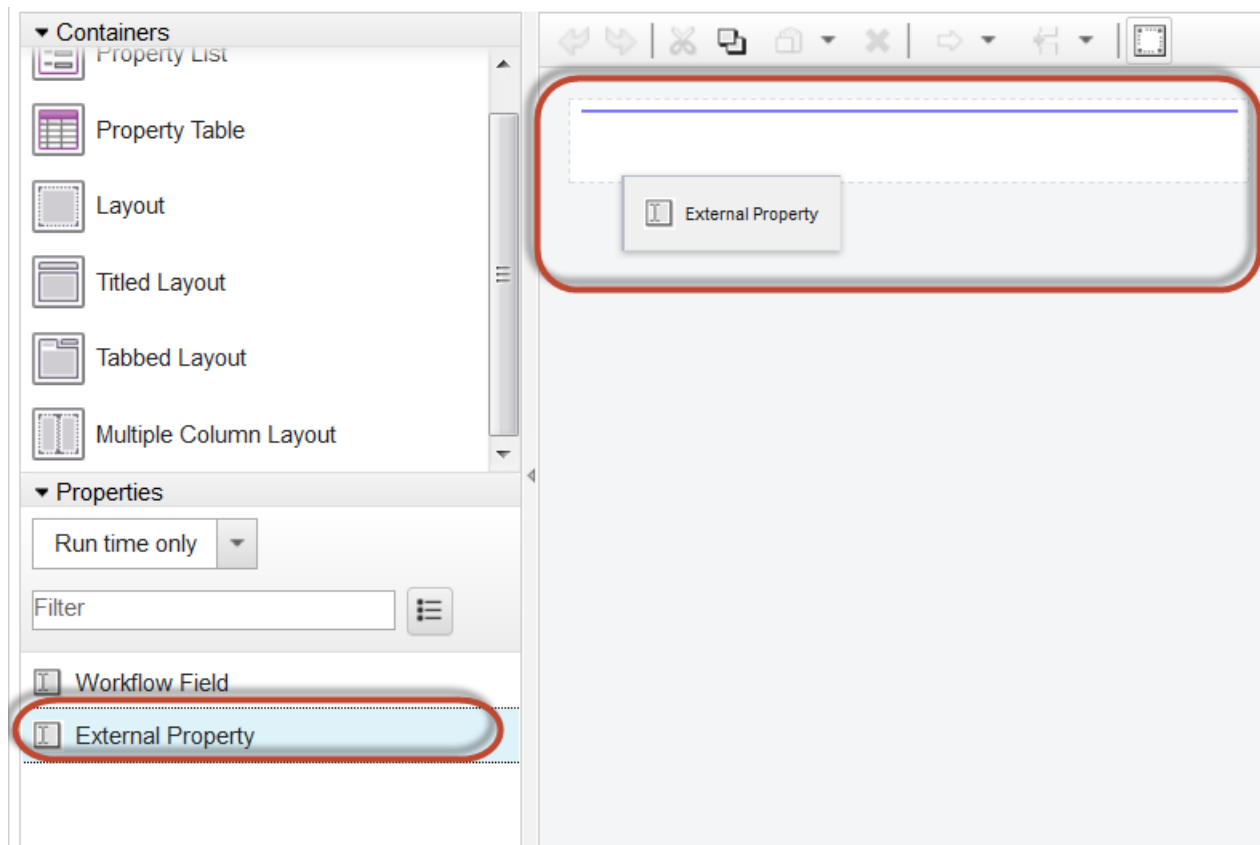 Containers
Property List
Property Table
Layout
Titled Layout
Tabbed Layout
Multiple Column Layout
Properties
Run time only
Filter
Workflow Field
External Property
External Property